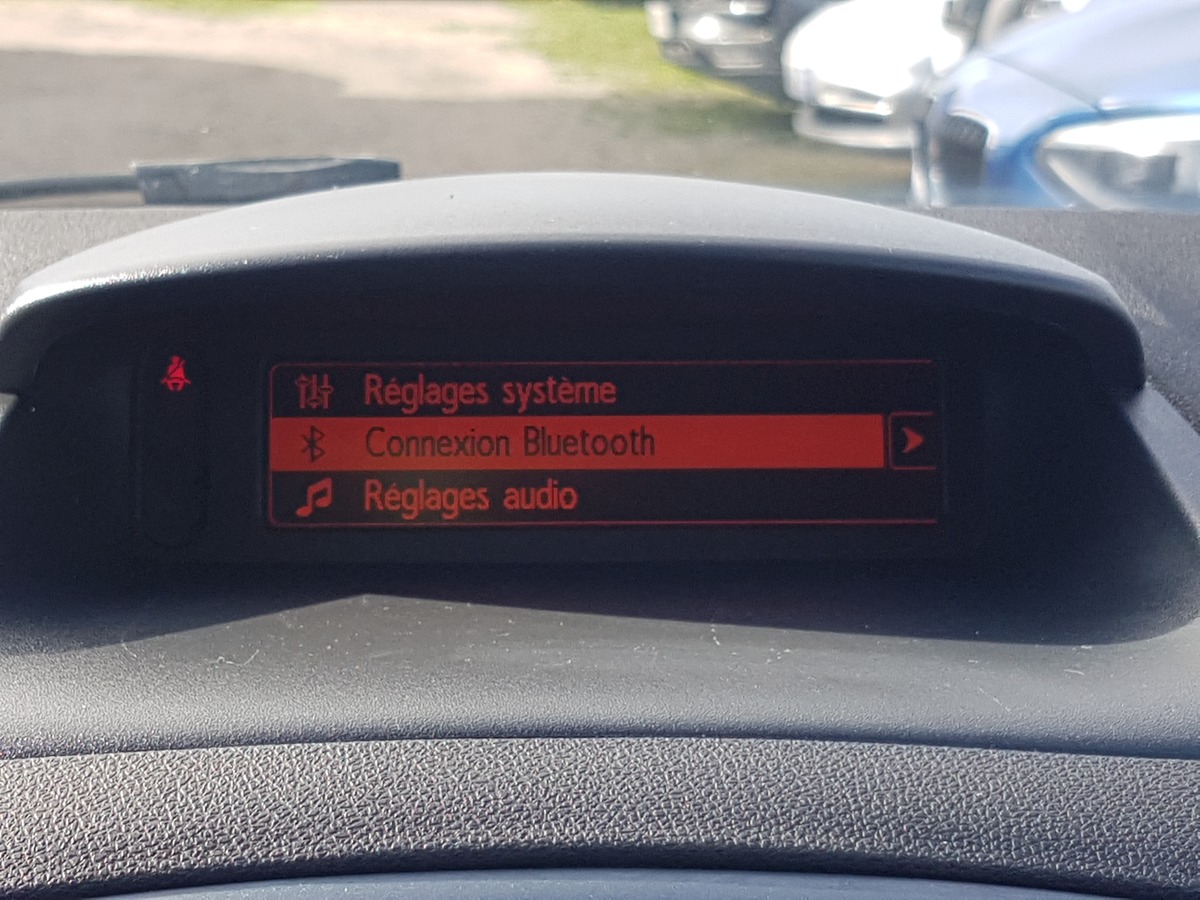 Réglages système
Connexion Bluetooth
Réglages audio